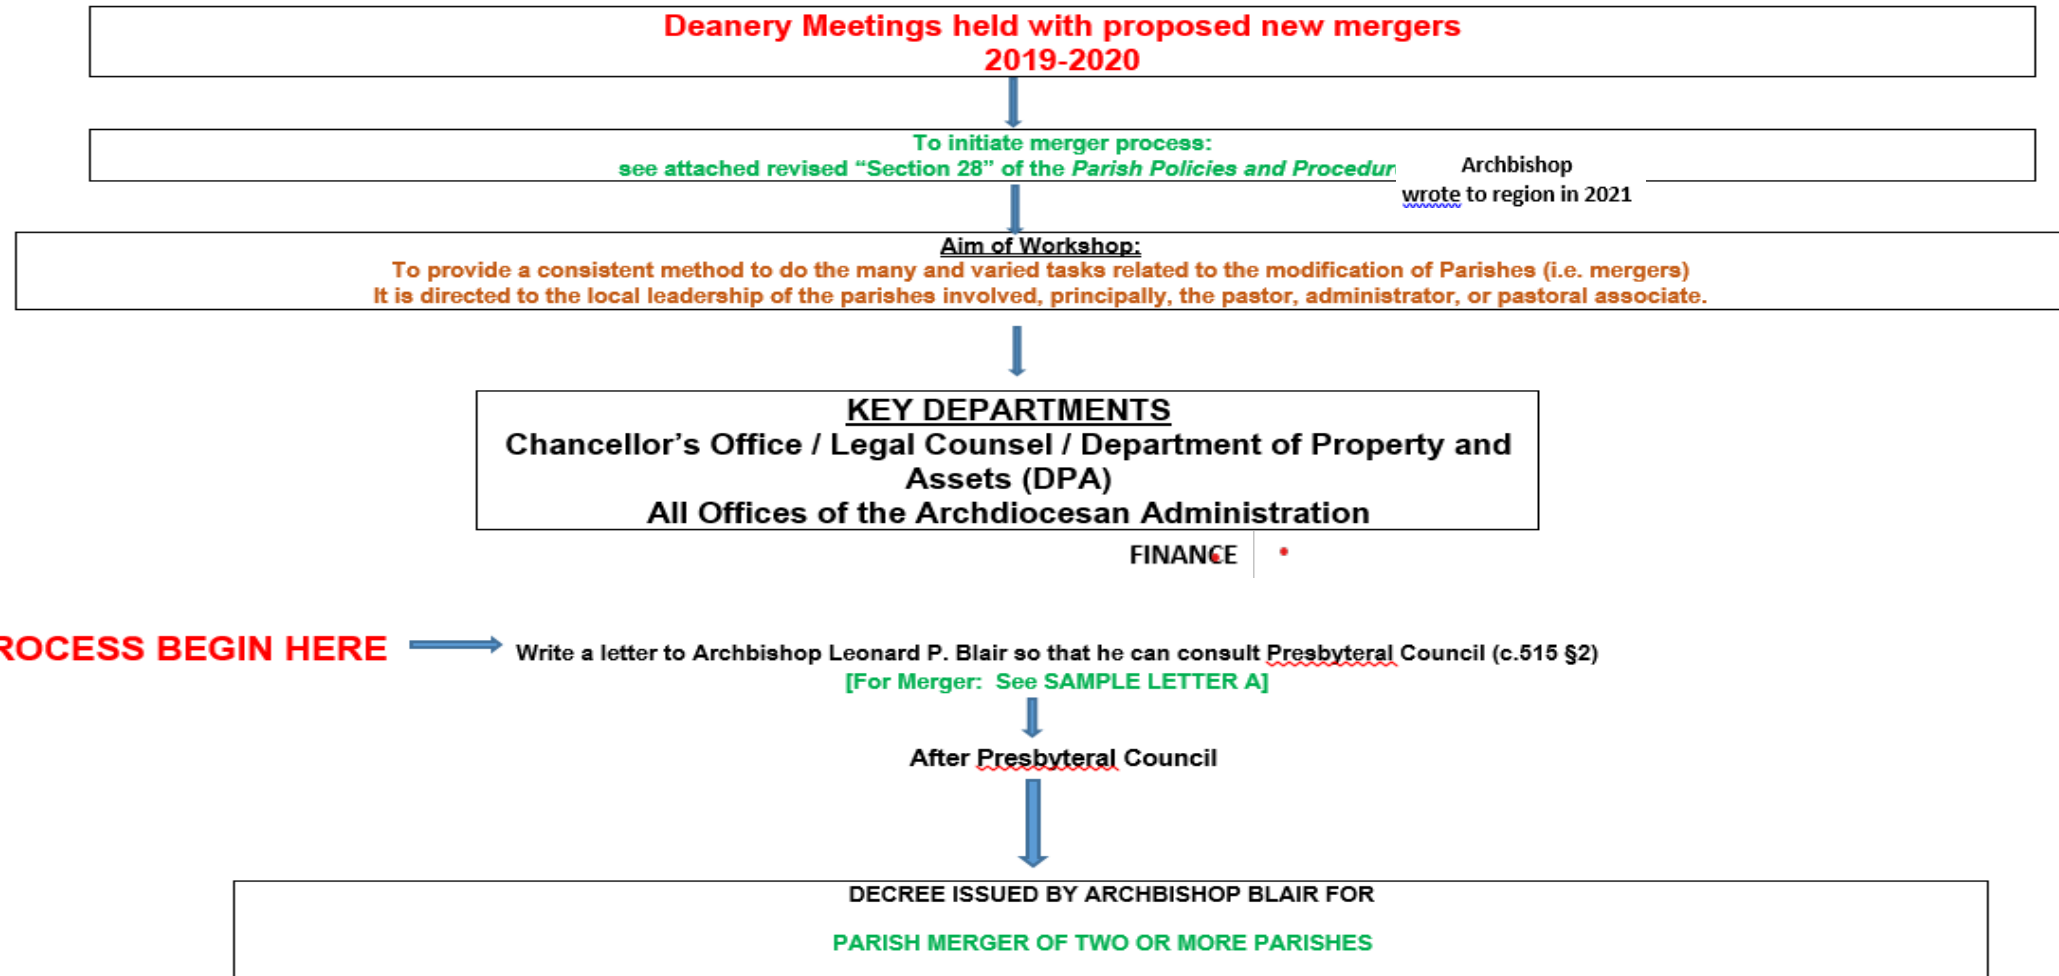 Deanery Meetings held with proposed new mergers
2019-2020
To initiate merger process:
see attached revised “Section 28” of the Parish Policies and Procedur
Archbishop
wrote to region in 2021
Aim of Workshop:
To provide a consistent method to do the many and varied tasks related to the modification of Parishes (i.e. mergers)
It is directed to the local leadership of the parishes involved, principally, the pastor, administrator, or pastoral associate.
KEY DEPARTMENTS
Chancellor’s Office / Legal Counsel / Department of Property and
Assets (DPA)
All Offices of the Archdiocesan Administration
FINANCE
ROCESS BEGIN HERE
Write a letter to Archbishop Leonard P. Blair so that he can consult Presbyteral Council (c.515 §2)
[For Merger: See SAMPLE LETTER A]
After Presbyteral Council
DECREE ISSUED BY ARCHBISHOP BLAIR FOR
PARISH MERGER OF TWO OR MORE PARISHES